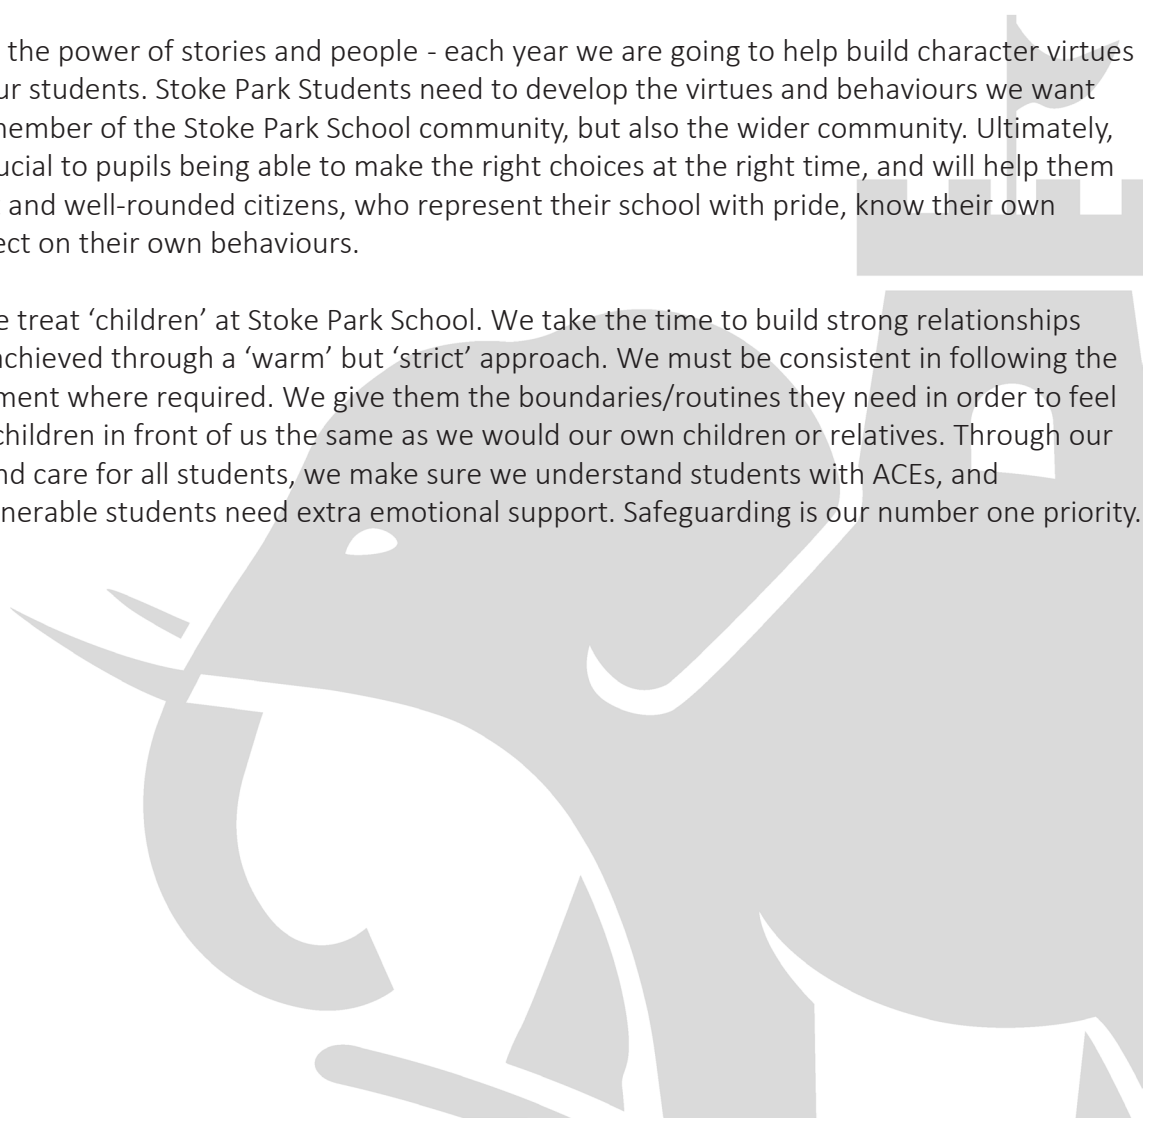 the power of stories and people - each year we are going to help build character virtues
ur students. Stoke Park Students need to develop the virtues and behaviours we want
member of the Stoke Park School community, but also the wider community. Ultimately,
ucial to pupils being able to make the right choices at the right time, and will help them
and well-rounded citizens, who represent their school with pride, know their own
ect on their own behaviours.
e treat ‘children’ at Stoke Park School. We take the time to build strong relationships
achieved through a ‘warm’ but ‘strict’ approach. We must be consistent in following the
ment where required. We give them the boundaries/routines they need in order to feel
children in front of us the same as we would our own children or relatives. Through our
nd care for all students, we make sure we understand students with ACEs, and
nerable students need extra emotional support. Safeguarding is our number one priority.